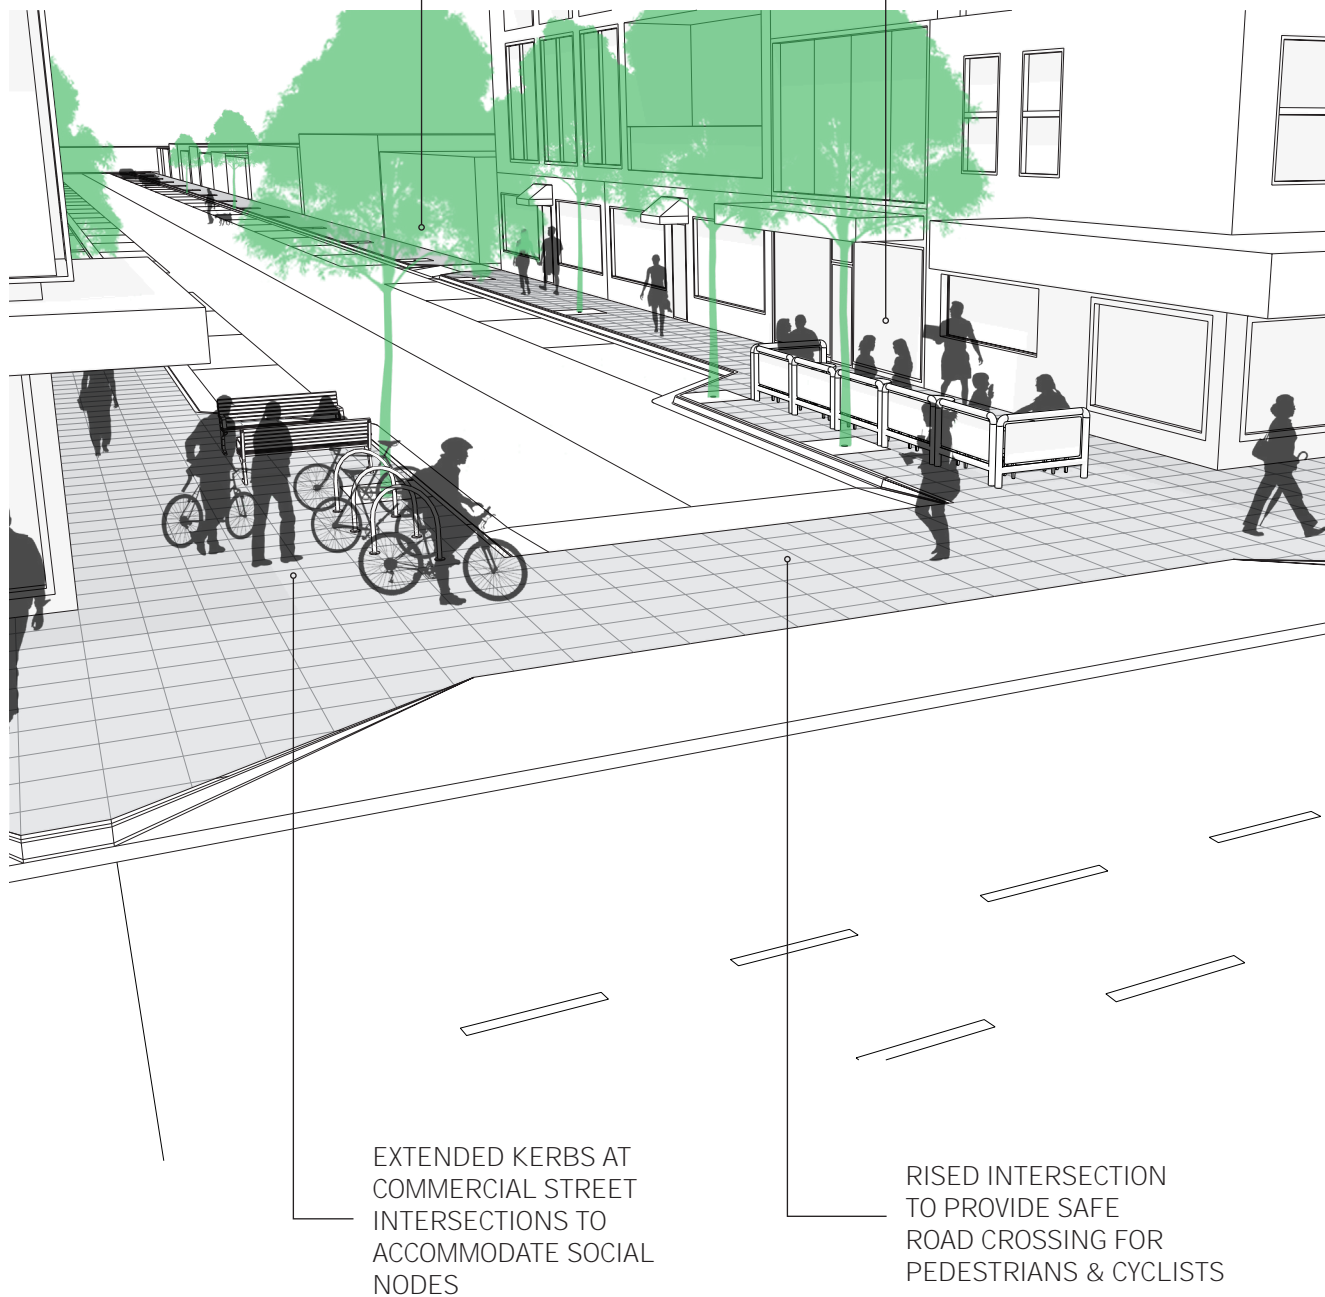 EXTENDED KERBS AT
COMMERCIAL STREET
INTERSECTIONS TO
ACCOMMODATE SOCIAL
NODES
RISED INTERSECTION
TO PROVIDE SAFE
ROAD CROSSING FOR
PEDESTRIANS & CYCLISTS